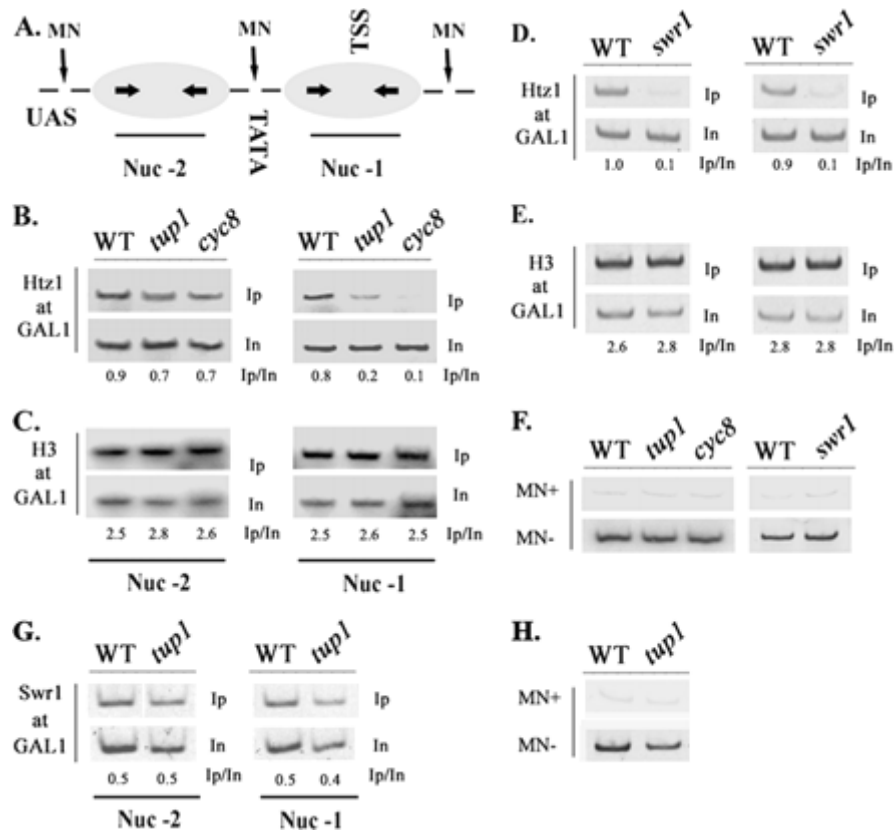 A.
MN MN TSS MN
UAS TATA
Nuc -2 Nuc -1
B.
WT tup1 cyc8 WT tup1 cyc8
Htz1 at GAL1
Ip Ip
In In
0.9 0.7 0.7 Ip/In 0.8 0.2 0.1 Ip/In
C.
H3 at GAL1
Ip Ip
In In
2.5 2.8 2.6 Ip/In 2.5 2.6 2.5 Ip/In
Nuc -2 Nuc -1
G.
WT tup1 WT tup1
Swr1 at GAL1
Ip Ip
In In
0.5 0.5 Ip/In 0.5 0.4 Ip/In
Nuc -2 Nuc -1
D.
WT swr1 WT swr1
Htz1 at GAL1
Ip Ip
In In
1.0 0.1 Ip/In 0.9 0.1 Ip/In
E.
H3 at GAL1
Ip Ip
In In
2.6 2.8 Ip/In 2.8 2.8 Ip/In
F.
WT tup1 cyc8 WT swr1
MN+
MN-
H.
WT tup1
MN+
MN-